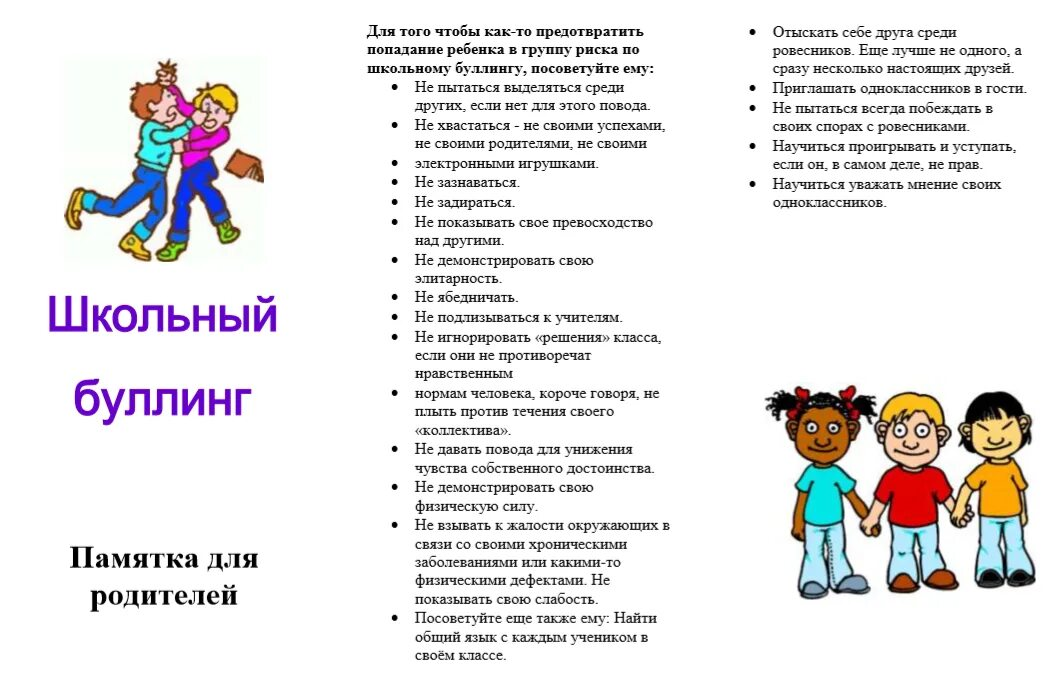 Школьный
буллинг
Памятка для
родителей
Для того чтобы как-то предотвратить
попадание ребенка в группу риска по
школьному буллингу, посоветуйте ему:
• Не пытаться выделяться среди
других, если нет для этого повода.
• Не хвастаться - не своими успехами,
не своими родителями, не своими
• электронными игрушками.
• Не зазнаваться.
• Не задираться.
• Не показывать свое превосходство
над другими.
• Не демонстрировать свою
элитарность.
• Не ябедничать.
• Не подлизываться к учителям.
• Не игнорировать «решения» класса,
если они не противоречат
нравственным
• нормам человека, короче говоря, не
плыть против течения своего
«коллектива».
• Не давать повода для унижения
чувства собственного достоинства.
• Не демонстрировать свою
физическую силу.
• Не взывать к жалости окружающих в
связи со своими хроническими
заболеваниями или какими-то
физическими дефектами. Не
показывать свою слабость.
• Посоветуйте еще также ему: Найти
общий язык с каждым учеником в
своём классе.
• Отыскать себе друга среди
ровесников. Еще лучше не одного, а
сразу несколько настоящих друзей.
• Приглашать одноклассников в гости.
• Не пытаться всегда побеждать в
своих спорах с ровесниками.
• Научиться проигрывать и уступать,
если он, в самом деле, не прав.
• Научиться уважать мнение своих
одноклассников.